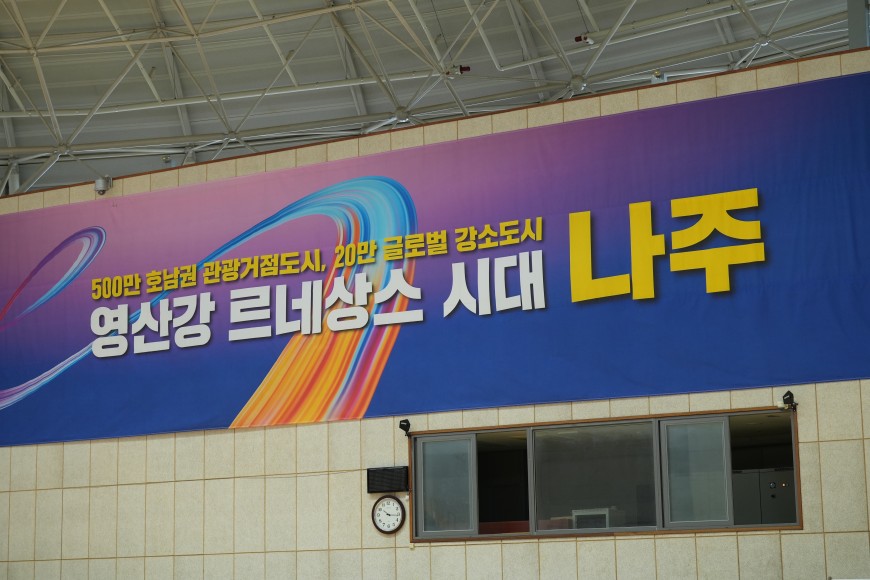 500만 호남권 관광거점도시, 20만 글로벌 강소도시
영산강 르네상스 시대 나주